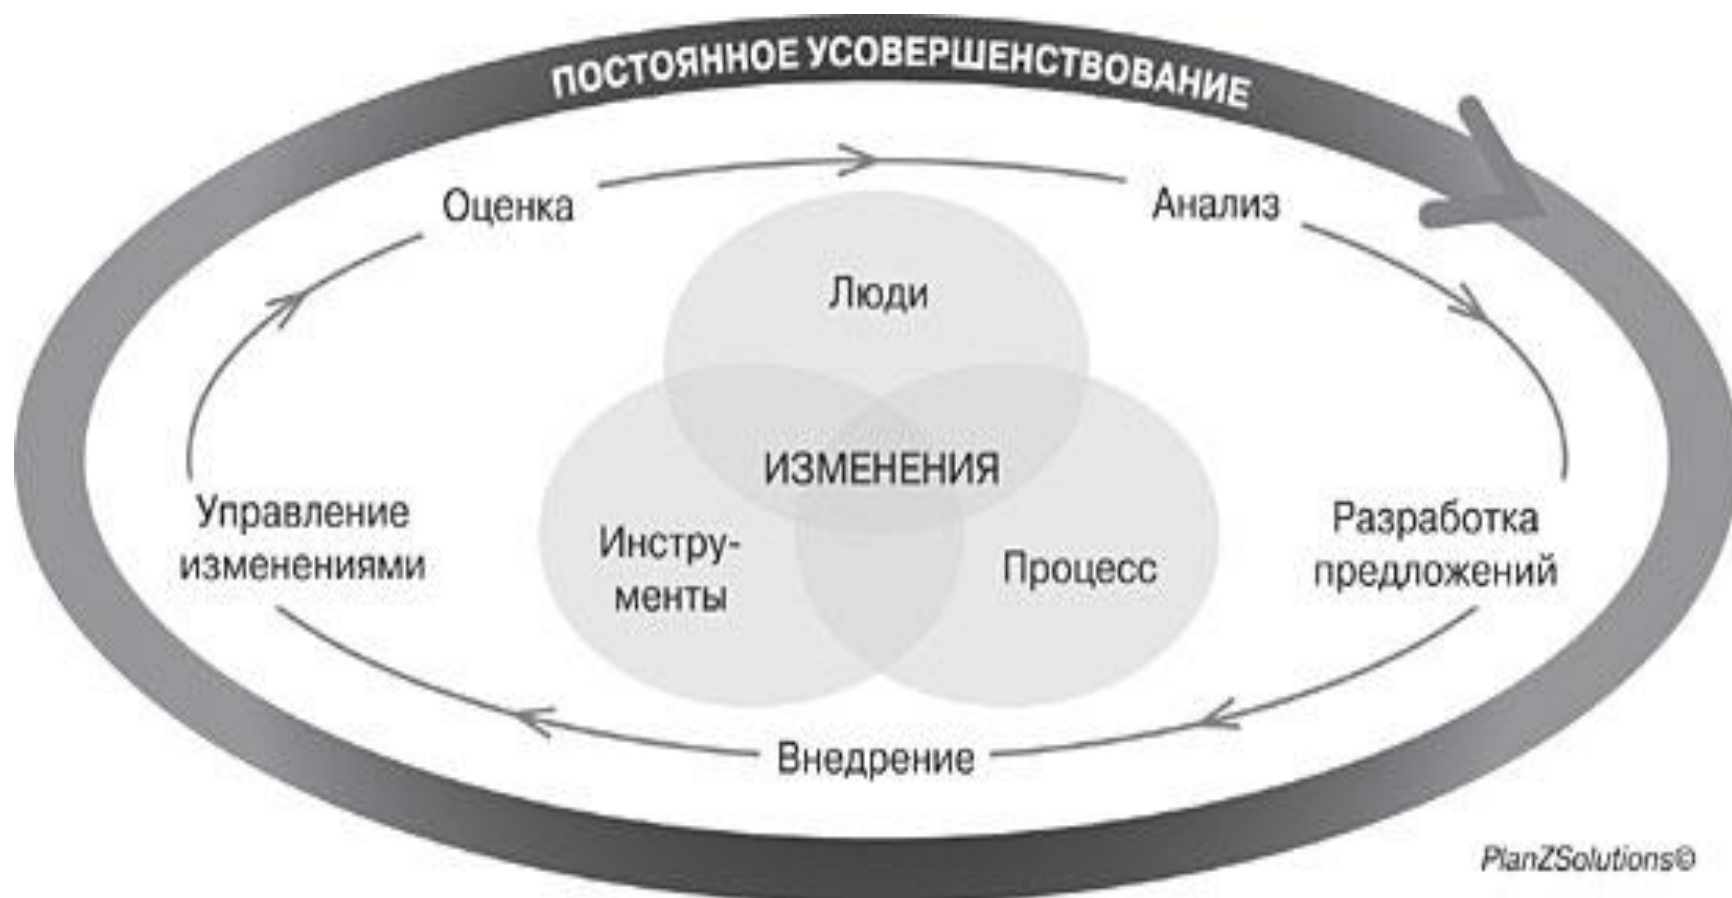 ПОСТОЯННОЕ УСОВЕРШЕНСТВОВАНИЕ
Оценка
Анализ
Люди
ИЗМЕНЕНИЯ
Управление
изменениями
Инстру-
менты
Процесс
Разработка
предложений
Внедрение
PlanZSolutions©